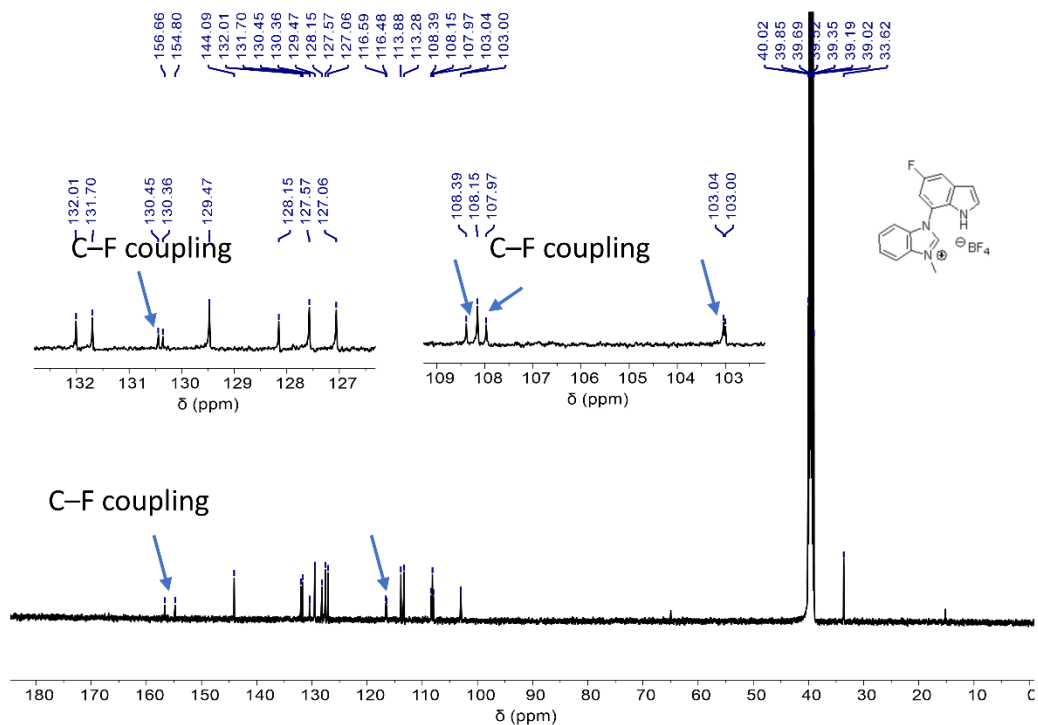 156.66
154.80
144.09
132.01
131.70
130.45
130.36
129.47
128.15
127.57
127.06
116.59
116.48
113.88
113.28
108.39
108.15
107.97
103.04
103.00
40.02
39.85
39.69
39.52
39.35
39.19
39.02
33.62
132.01
131.70
130.45
130.36
129.47
128.15
127.57
127.06
C–F coupling
132 131 130 129 128 127
δ (ppm)
108.39
108.15
107.97
103.04
103.00
C–F coupling
109 108 107 106 105 104 103
δ (ppm)
F
N
H
N
N
⊕
⊖BF4
C–F coupling
180 170 160 150 140 130 120 110 100 90 80 70 60 50 40 30 20 10 0
δ (ppm)